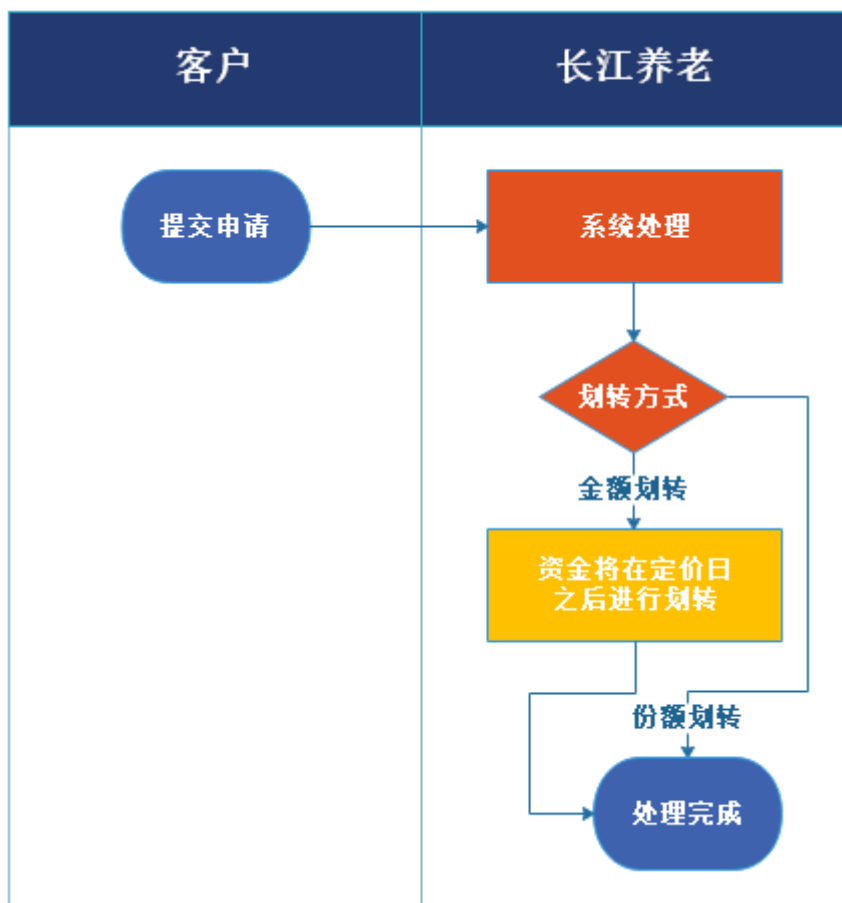 客户
长江养老
提交申请
系统处理
划转方式
金额划转
资金将在定价日
之后进行划转
份额划转
处理完成